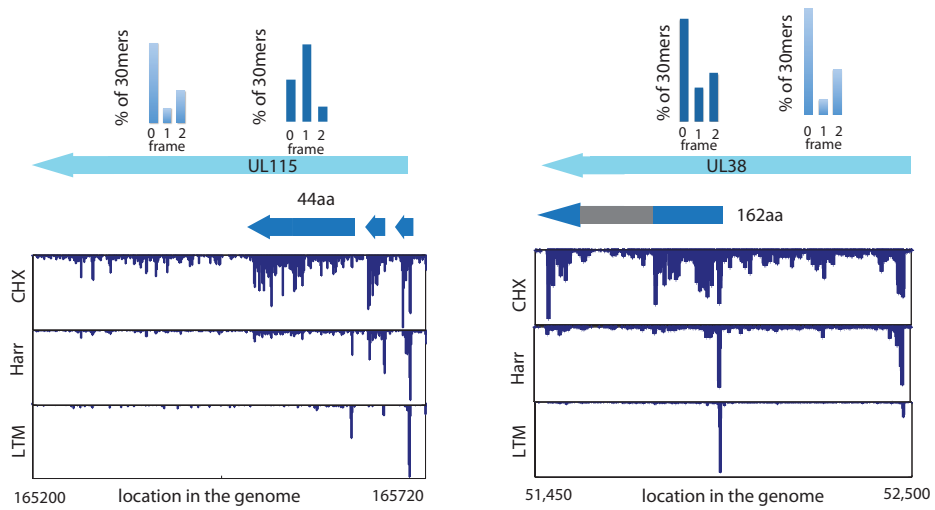 % of 30mers
0 1 2
frame
% of 30mers
0 1 2
frame
UL115
44aa
CHX
Harr
LTM
165200
location in the genome
165720
% of 30mers
0 1 2
frame
% of 30mers
0 1 2
frame
UL38
162aa
CHX
Harr
LTM
51,450
location in the genome
52,500